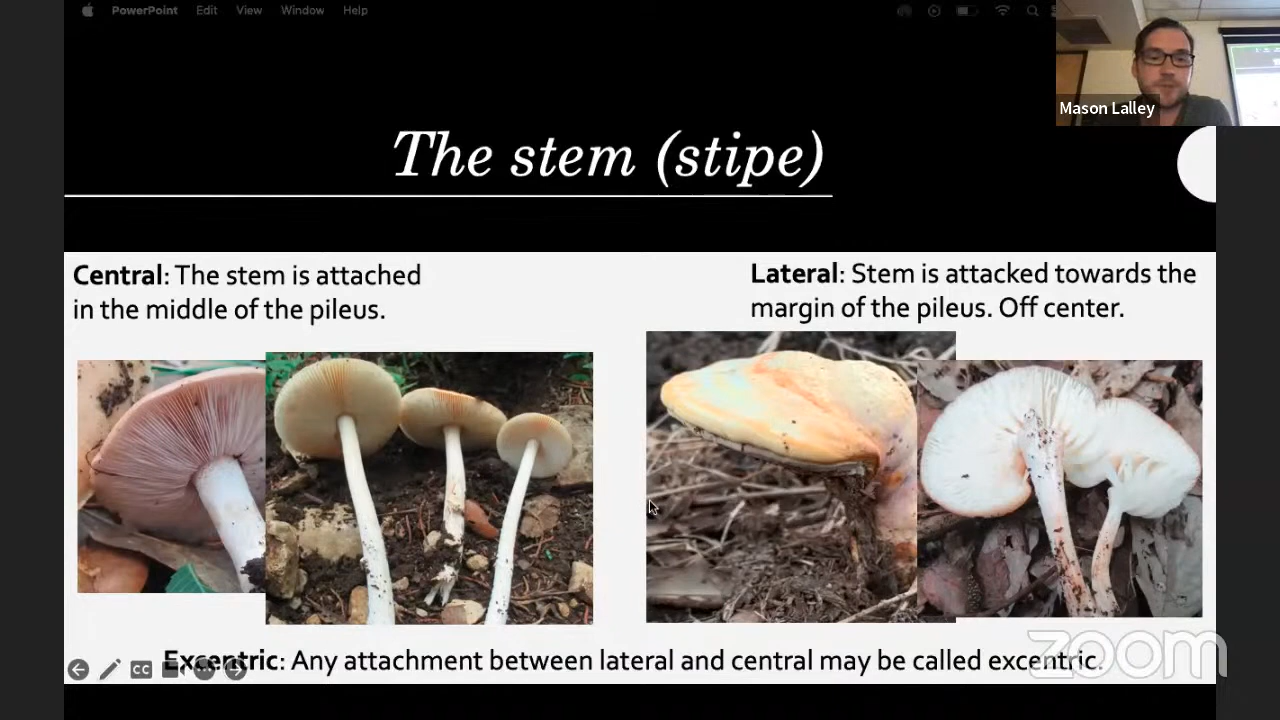 PowerPoint Edit View Window Help
Mason Lalley
The stem (stipe)
Central: The stem is attached
in the middle of the pileus.
Lateral: Stem is attacked towards the
margin of the pileus. Off center.
CC
Excentric: Any attachment between lateral and central may be called excentric.
zoom